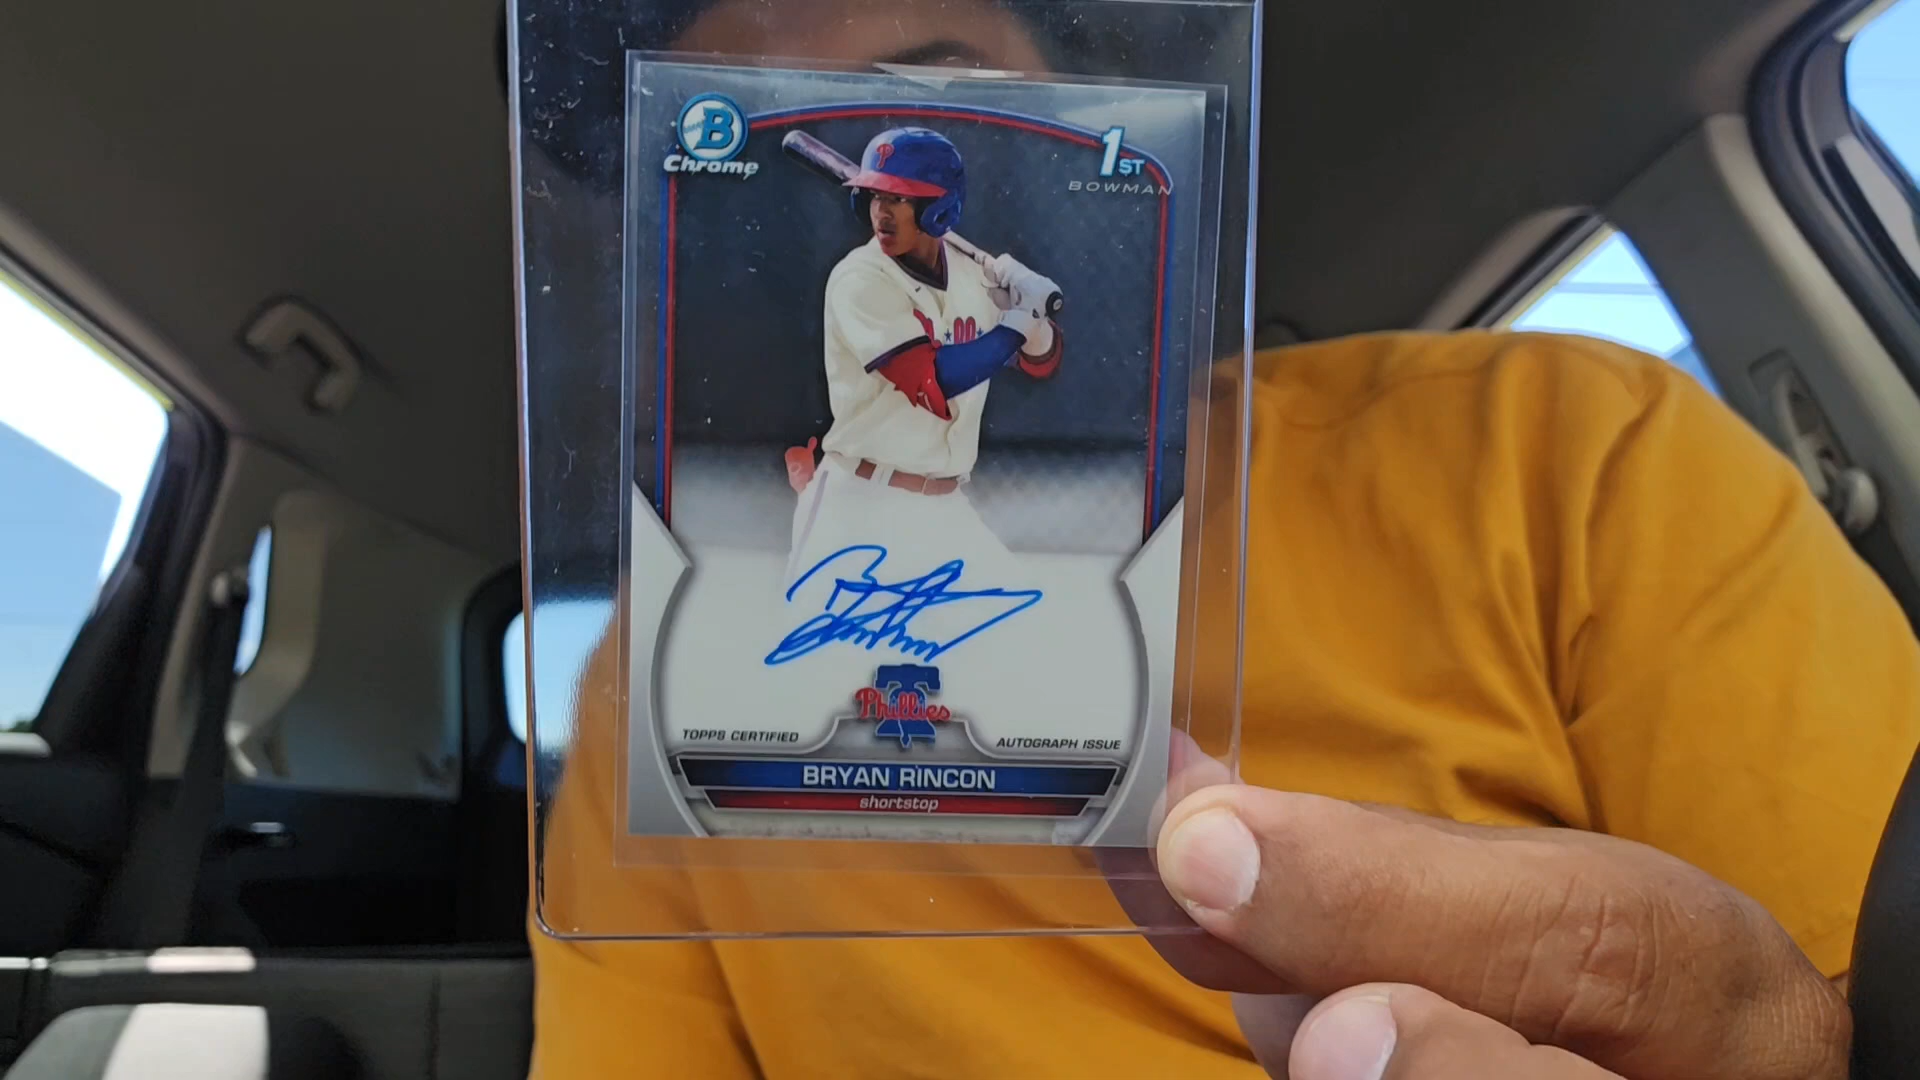 B
Chrome
1ST
BOWMAN
P
Phillies
TOPPS CERTIFIED
AUTOGRAPH ISSUE
BRYAN RINCON
shortstop